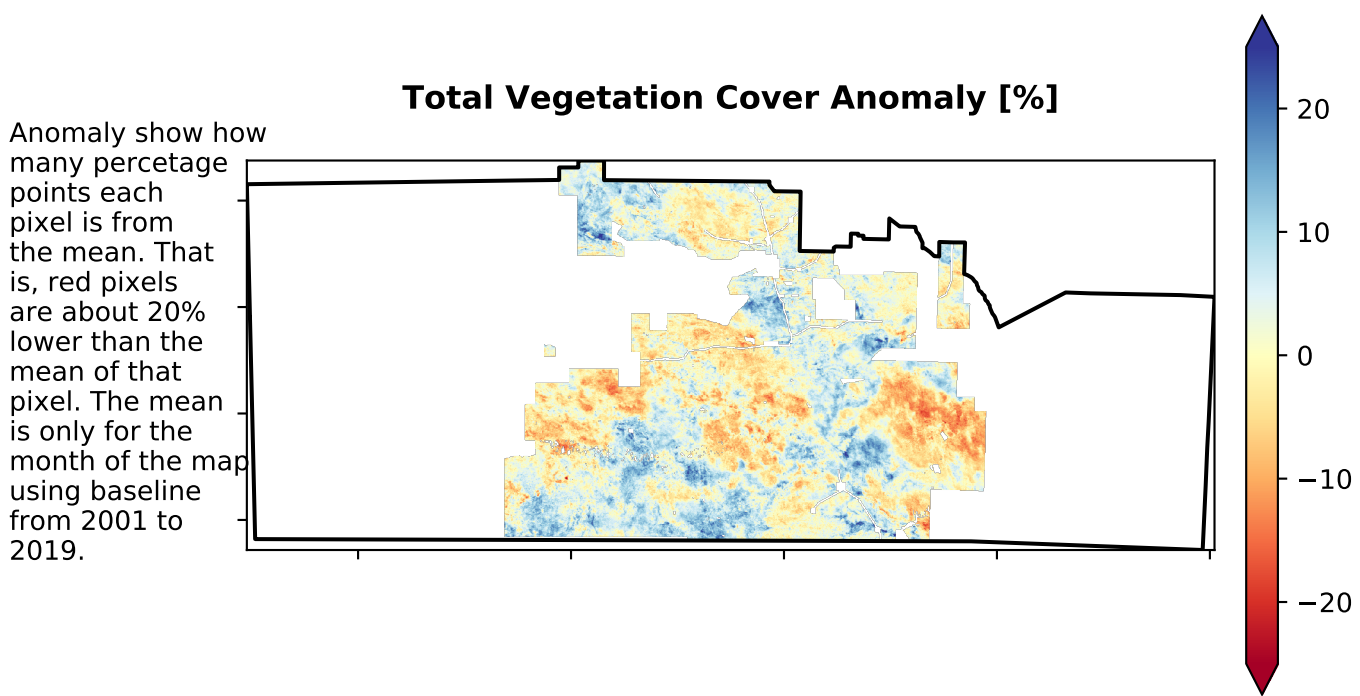 Total Vegetation Cover Anomaly [%]
Anomaly show how
many percetage
points each
pixel is from
the mean. That
is, red pixels
are about 20%
lower than the
mean of that
pixel. The mean
is only for the
month of the map
using baseline
from 2001 to
2019.
20
10
0
−10
−20